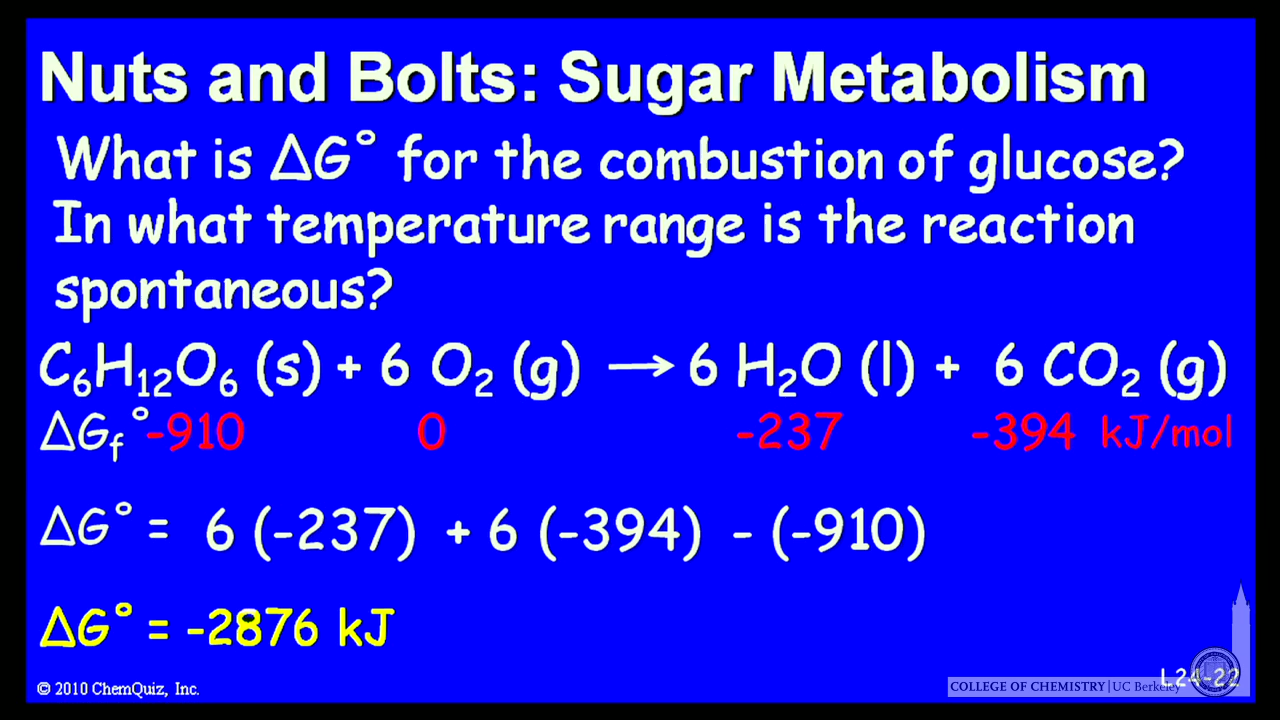 Nuts and Bolts: Sugar Metabolism
What is ΔG° for the combustion of glucose?
In what temperature range is the reaction
spontaneous?
C₆H₁₂O₆ (s) + 6 O₂ (g) → 6 H₂O (l) + 6 CO₂ (g)
ΔGf° -910 0 -237 -394 kJ/mol
ΔG° = 6 (-237) + 6 (-394) - (-910)
ΔG° = -2876 kJ
© 2010 ChemQuiz, Inc.
L24-22
COLLEGE OF CHEMISTRY | UC Berkeley